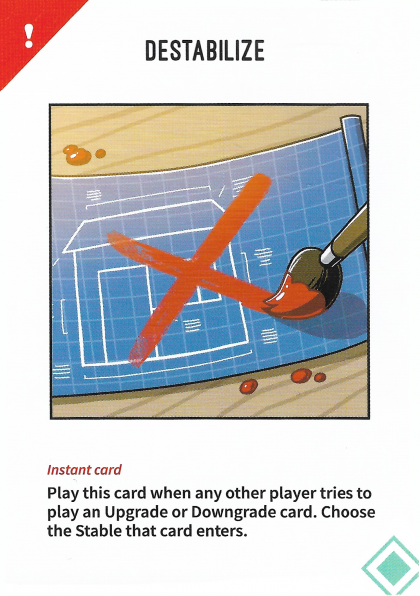 !
DESTABILIZE
Instant card
Play this card when any other player tries to
play an Upgrade or Downgrade card. Choose
the Stable that card enters.